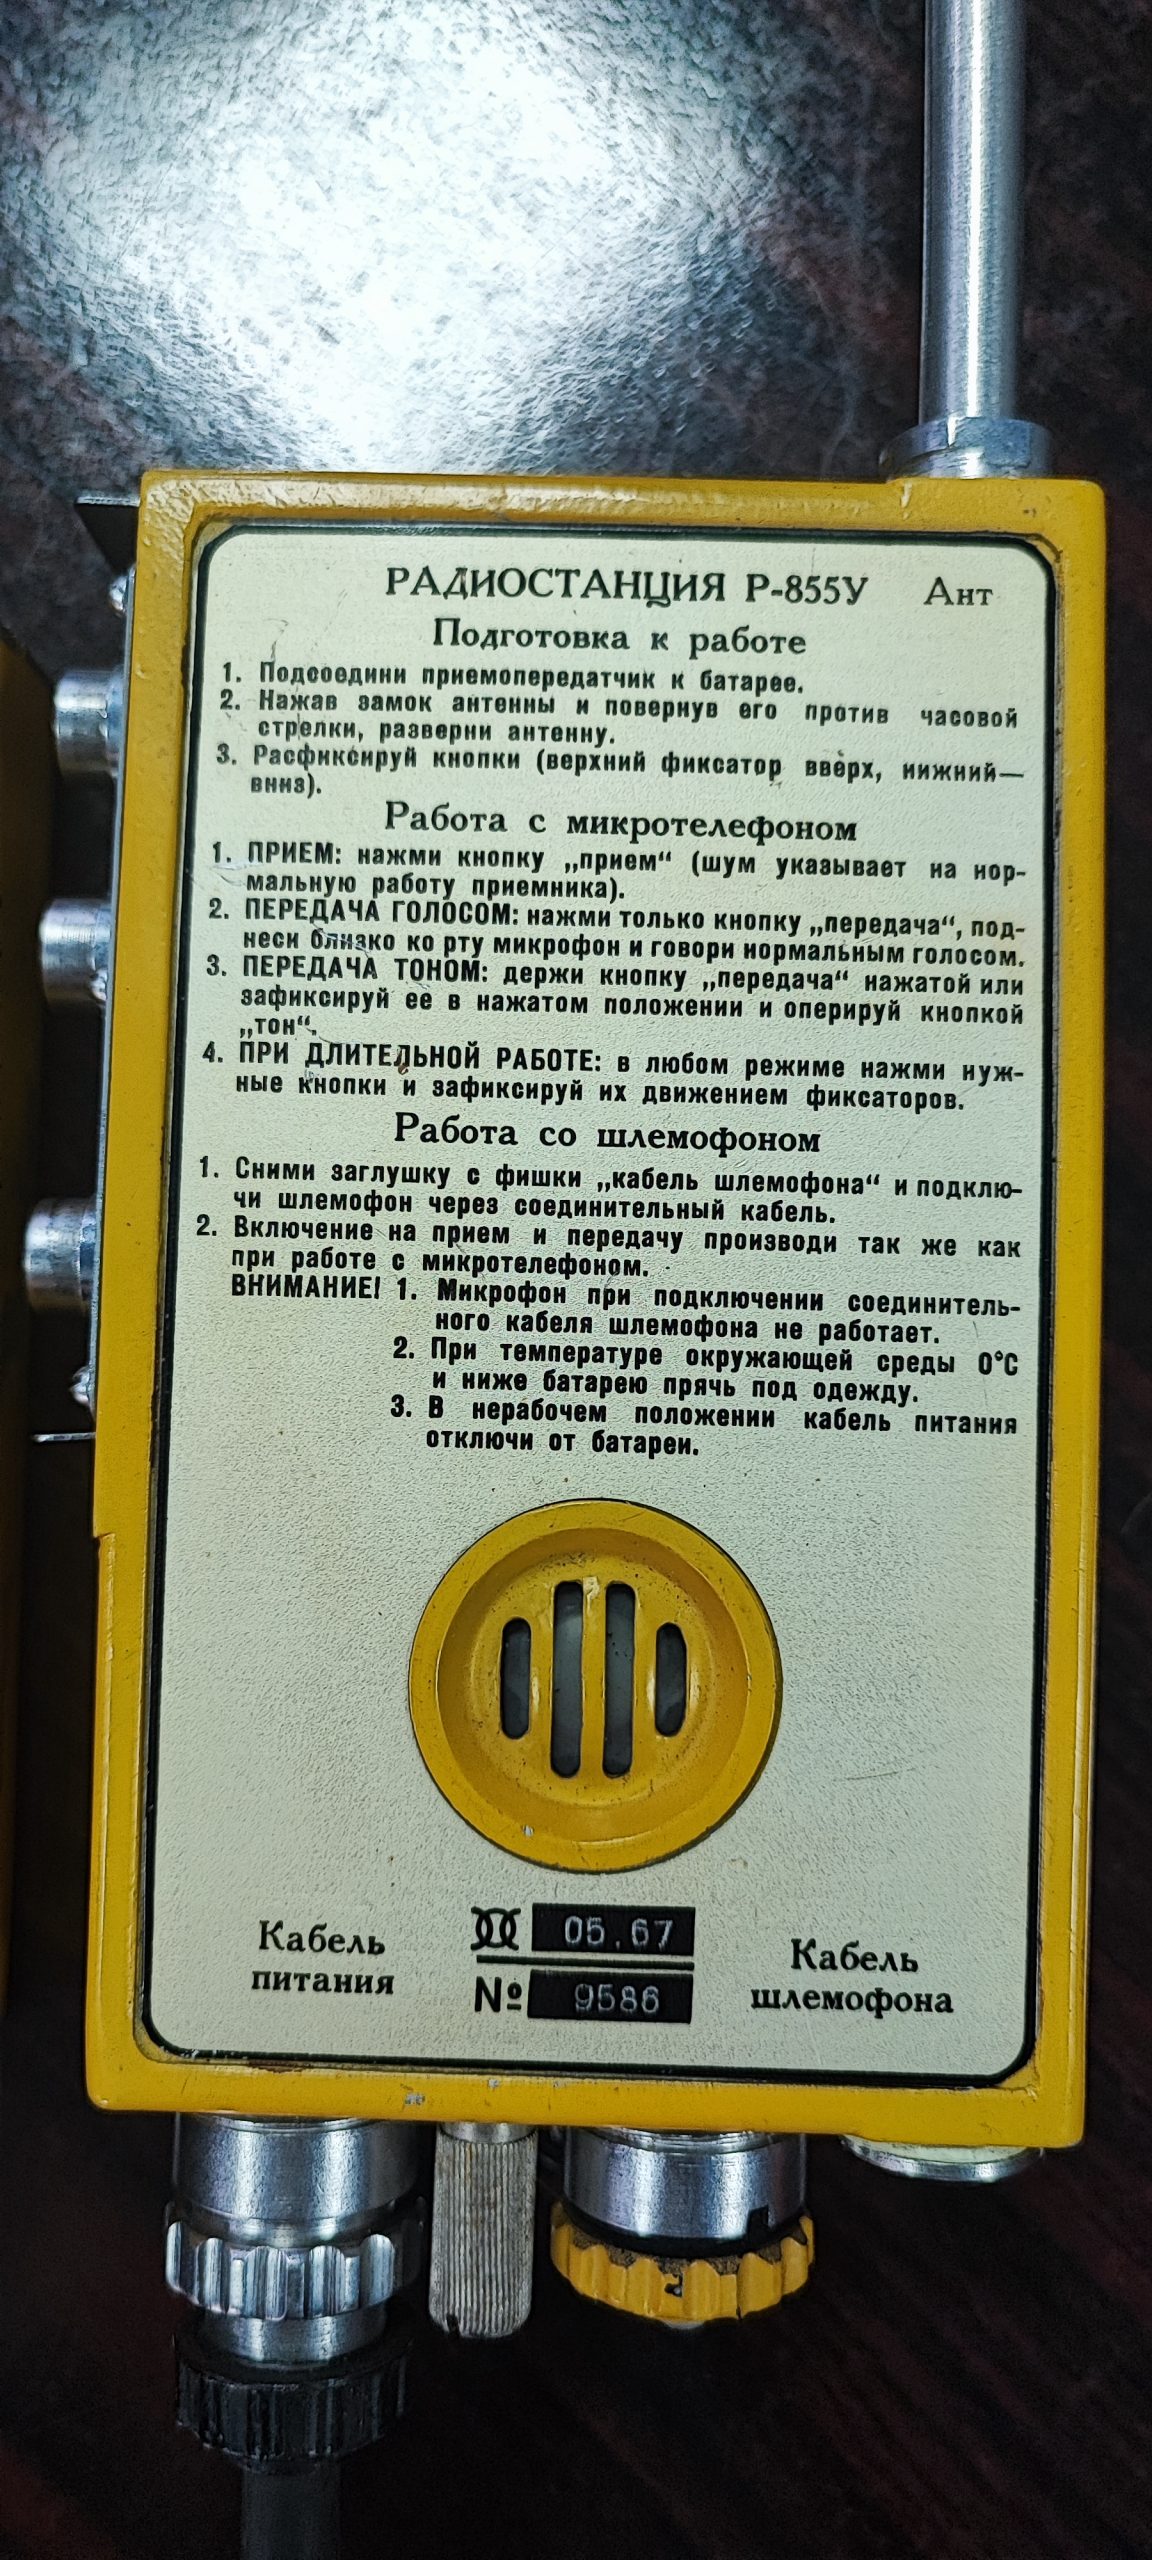 РАДИОСТАНЦИЯ Р-855У Ант
Подготовка к работе
1. Подсоедини приемопередатчик к батарее.
2. Нажав замок антенны и повернув его против часовой
стрелки, разверни антенну.
3. Расфиксируй кнопки (верхний фиксатор вверх, нижний—
вниз).
Работа с микротелефоном
1. ПРИЕМ: нажми кнопку „прием“ (шум указывает на нор-
мальную работу приемника).
2. ПЕРЕДАЧА ГОЛОСОМ: нажми только кнопку „передача“, под-
неси близко ко рту микрофон и говори нормальным голосом.
3. ПЕРЕДАЧА ТОНОМ: держи кнопку „передача“ нажатой или
зафиксируй ее в нажатом положении и оперируй кнопкой
„тон“.
4. ПРИ ДЛИТЕЛЬНОЙ РАБОТЕ: в любом режиме нажми нуж-
ные кнопки и зафиксируй их движением фиксаторов.
Работа со шлемофоном
1. Сними заглушку с фишки „кабель шлемофона“ и подклю-
чи шлемофон через соединительный кабель.
2. Включение на прием и передачу производи так же как
при работе с микротелефоном.
ВНИМАНИЕ! 1. Микрофон при подключении соединитель-
ного кабеля шлемофона не работает.
2. При температуре окружающей среды 0°С
и ниже батарею прячь под одежду.
3. В нерабочем положении кабель питания
отключи от батареи.
Кабель
питания
05.67
№ 9586
Кабель
шлемофона